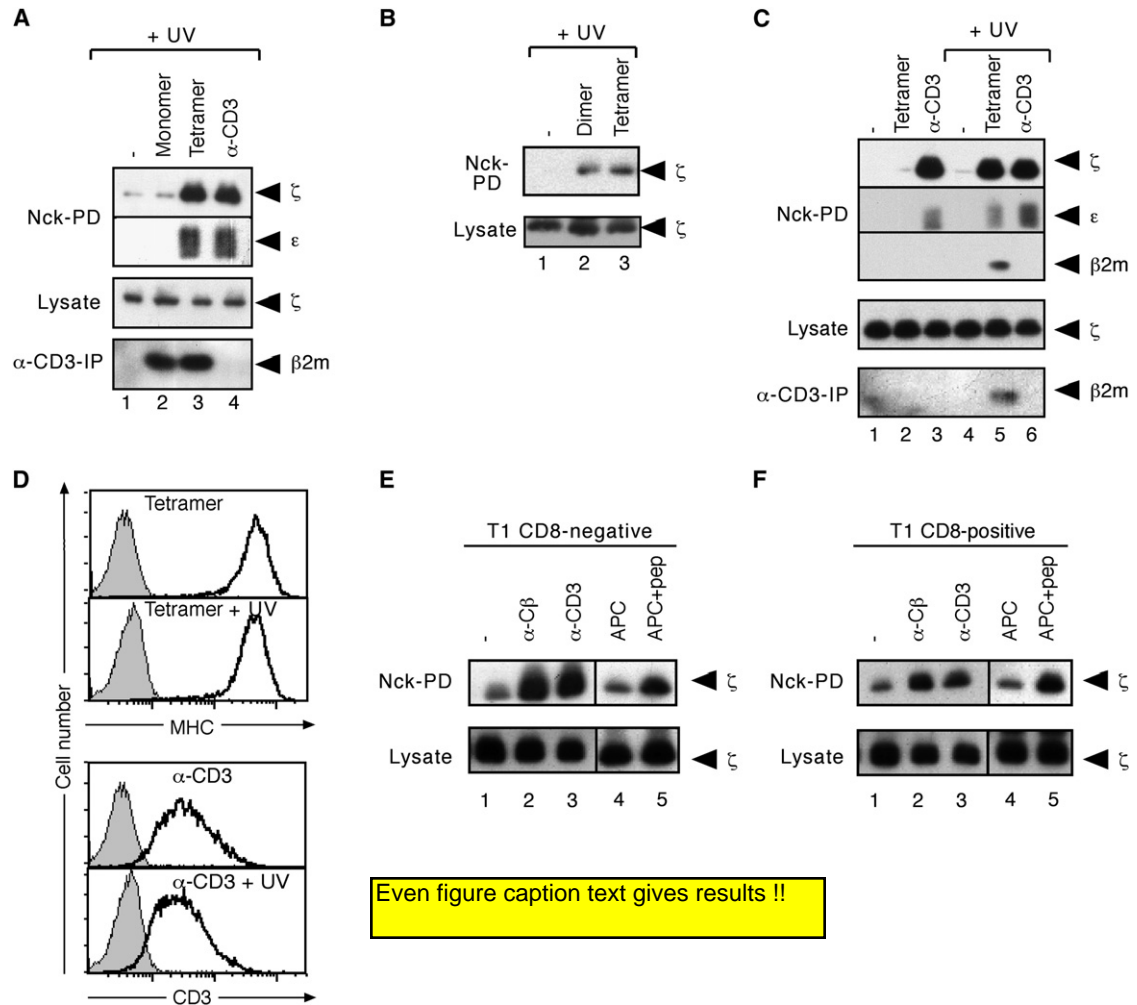 A
+ UV
-
Monomer
Tetramer
α-CD3
Nck-PD
ζ
ε
Lysate
ζ
α-CD3-IP
β2m
1 2 3 4
B
+ UV
-
Dimer
Tetramer
Nck-
PD
ζ
Lysate
ζ
1 2 3
C
+ UV
-
Tetramer
α-CD3
-
Tetramer
α-CD3
Nck-PD
ζ
ε
β2m
Lysate
ζ
α-CD3-IP
β2m
1 2 3 4 5 6
D
Cell number
Tetramer
Tetramer + UV
MHC
α-CD3
α-CD3 + UV
CD3
E
T1 CD8-negative
-
α-Cβ
α-CD3
APC
APC+pep
Nck-PD
ζ
Lysate
ζ
1 2 3 4 5
F
T1 CD8-positive
-
α-Cβ
α-CD3
APC
APC+pep
Nck-PD
ζ
Lysate
ζ
1 2 3 4 5
Even figure caption text gives results !!